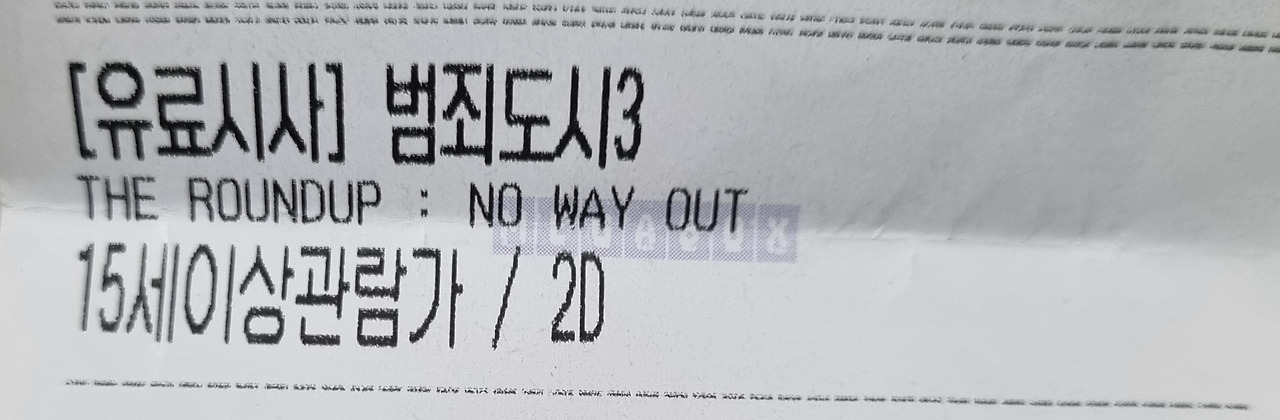 [유료시사] 범죄도시3
THE ROUNDUP : NO WAY OUT
15세이상관람가 / 2D